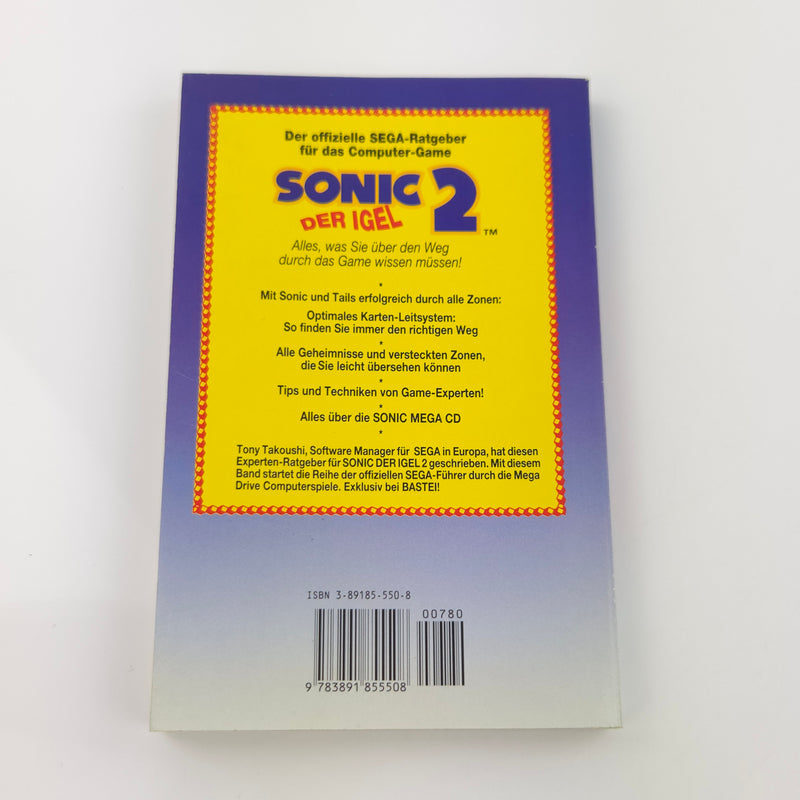 Der offizielle SEGA-Ratgeber
für das Computer-Game
SONIC 2
DER IGEL ™
Alles, was Sie über den Weg
durch das Game wissen müssen!
*
Mit Sonic und Tails erfolgreich durch alle Zonen:
Optimales Karten-Leitsystem:
So finden Sie immer den richtigen Weg
*
Alle Geheimnisse und versteckten Zonen,
die Sie leicht übersehen können
*
Tips und Techniken von Game-Experten!
*
Alles über die SONIC MEGA CD
*
Tony Takoushi, Software Manager für SEGA in Europa, hat diesen
Experten-Ratgeber für SONIC DER IGEL 2 geschrieben. Mit diesem
Band startet die Reihe der offiziellen SEGA-Führer durch die Mega
Drive Computerspiele. Exklusiv bei BASTEI!
ISBN 3-89185-550-8
00780
9 783891 855508